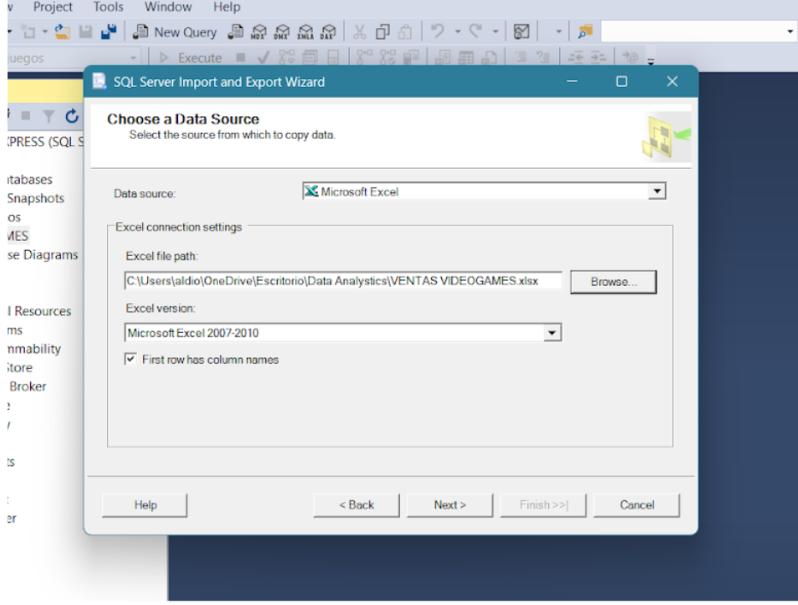 Project Tools Window Help
New Query MDX DMX XMLA DAX
uegos Execute
SQL Server Import and Export Wizard
Choose a Data Source
Select the source from which to copy data.
XPRESS (SQL S
Data source: Microsoft Excel
atabases
Snapshots
os
MES
se Diagrams
Excel connection settings
Excel file path:
C:\Users\aldio\OneDrive\Escritorio\Data Analystics\VENTAS VIDEOGAMES.xlsx Browse...
Excel version:
l Resources
Microsoft Excel 2007-2010
ms
mmability
First row has column names
Store
Broker
ts
er
Help < Back Next > Finish >>| Cancel